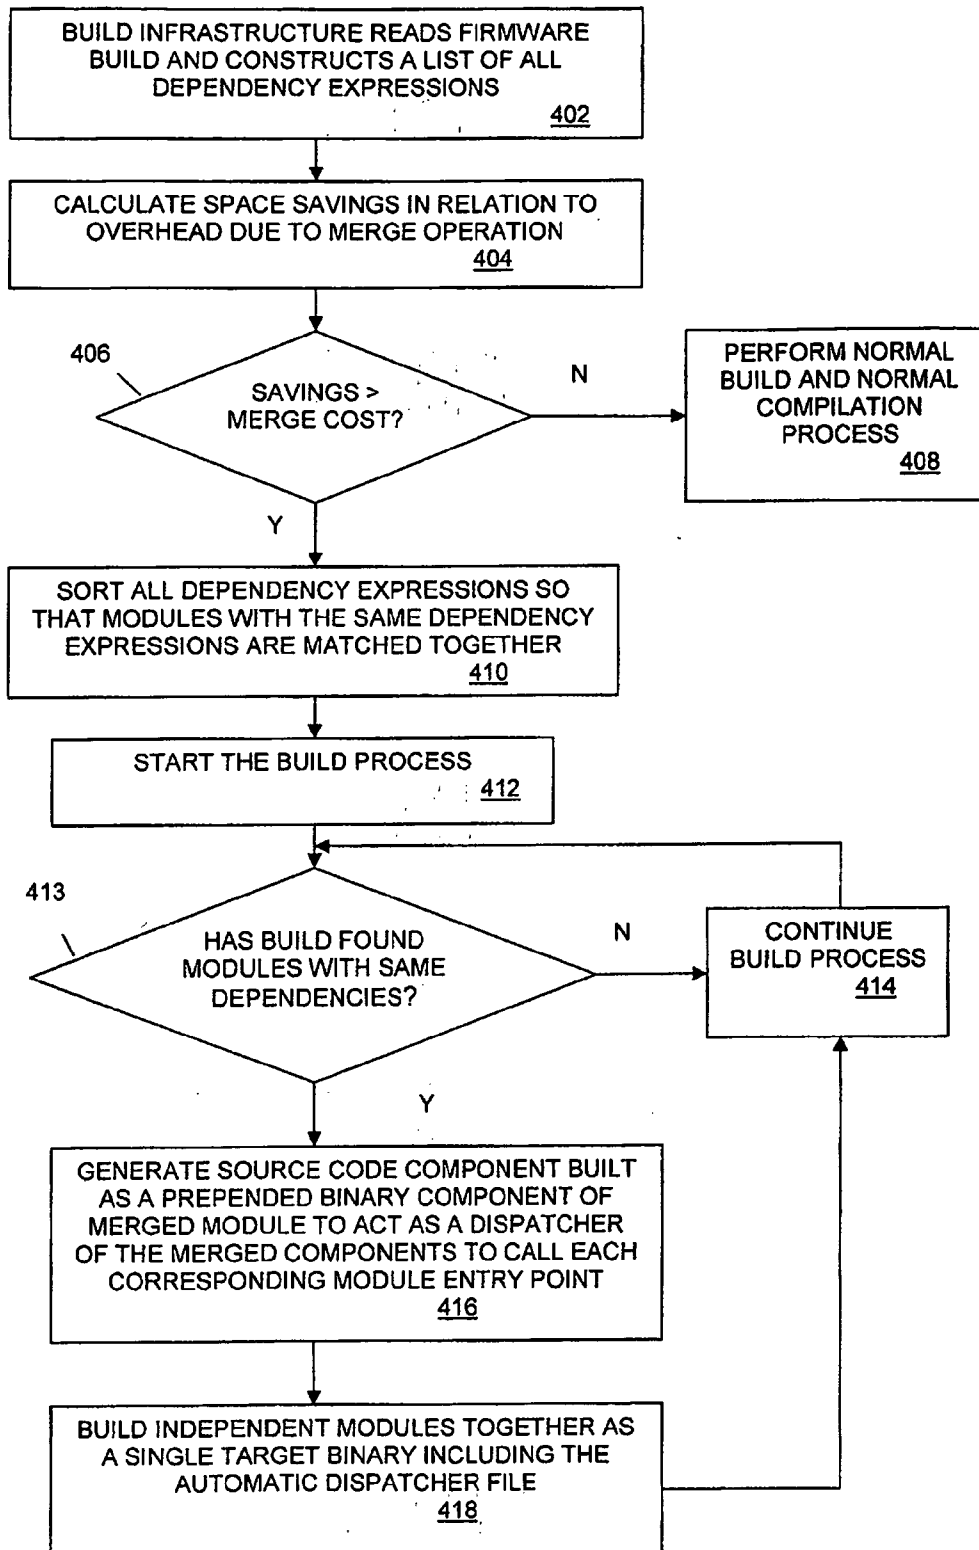 BUILD INFRASTRUCTURE READS FIRMWARE
BUILD AND CONSTRUCTS A LIST OF ALL
DEPENDENCY EXPRESSIONS
402
CALCULATE SPACE SAVINGS IN RELATION TO
OVERHEAD DUE TO MERGE OPERATION
404
406
SAVINGS >
MERGE COST?
N
PERFORM NORMAL
BUILD AND NORMAL
COMPILATION
PROCESS
408
Y
SORT ALL DEPENDENCY EXPRESSIONS SO
THAT MODULES WITH THE SAME DEPENDENCY
EXPRESSIONS ARE MATCHED TOGETHER
410
START THE BUILD PROCESS
412
413
HAS BUILD FOUND
MODULES WITH SAME
DEPENDENCIES?
N
CONTINUE
BUILD PROCESS
414
Y
GENERATE SOURCE CODE COMPONENT BUILT
AS A PREPENDED BINARY COMPONENT OF
MERGED MODULE TO ACT AS A DISPATCHER
OF THE MERGED COMPONENTS TO CALL EACH
CORRESPONDING MODULE ENTRY POINT
416
BUILD INDEPENDENT MODULES TOGETHER AS
A SINGLE TARGET BINARY INCLUDING THE
AUTOMATIC DISPATCHER FILE
418